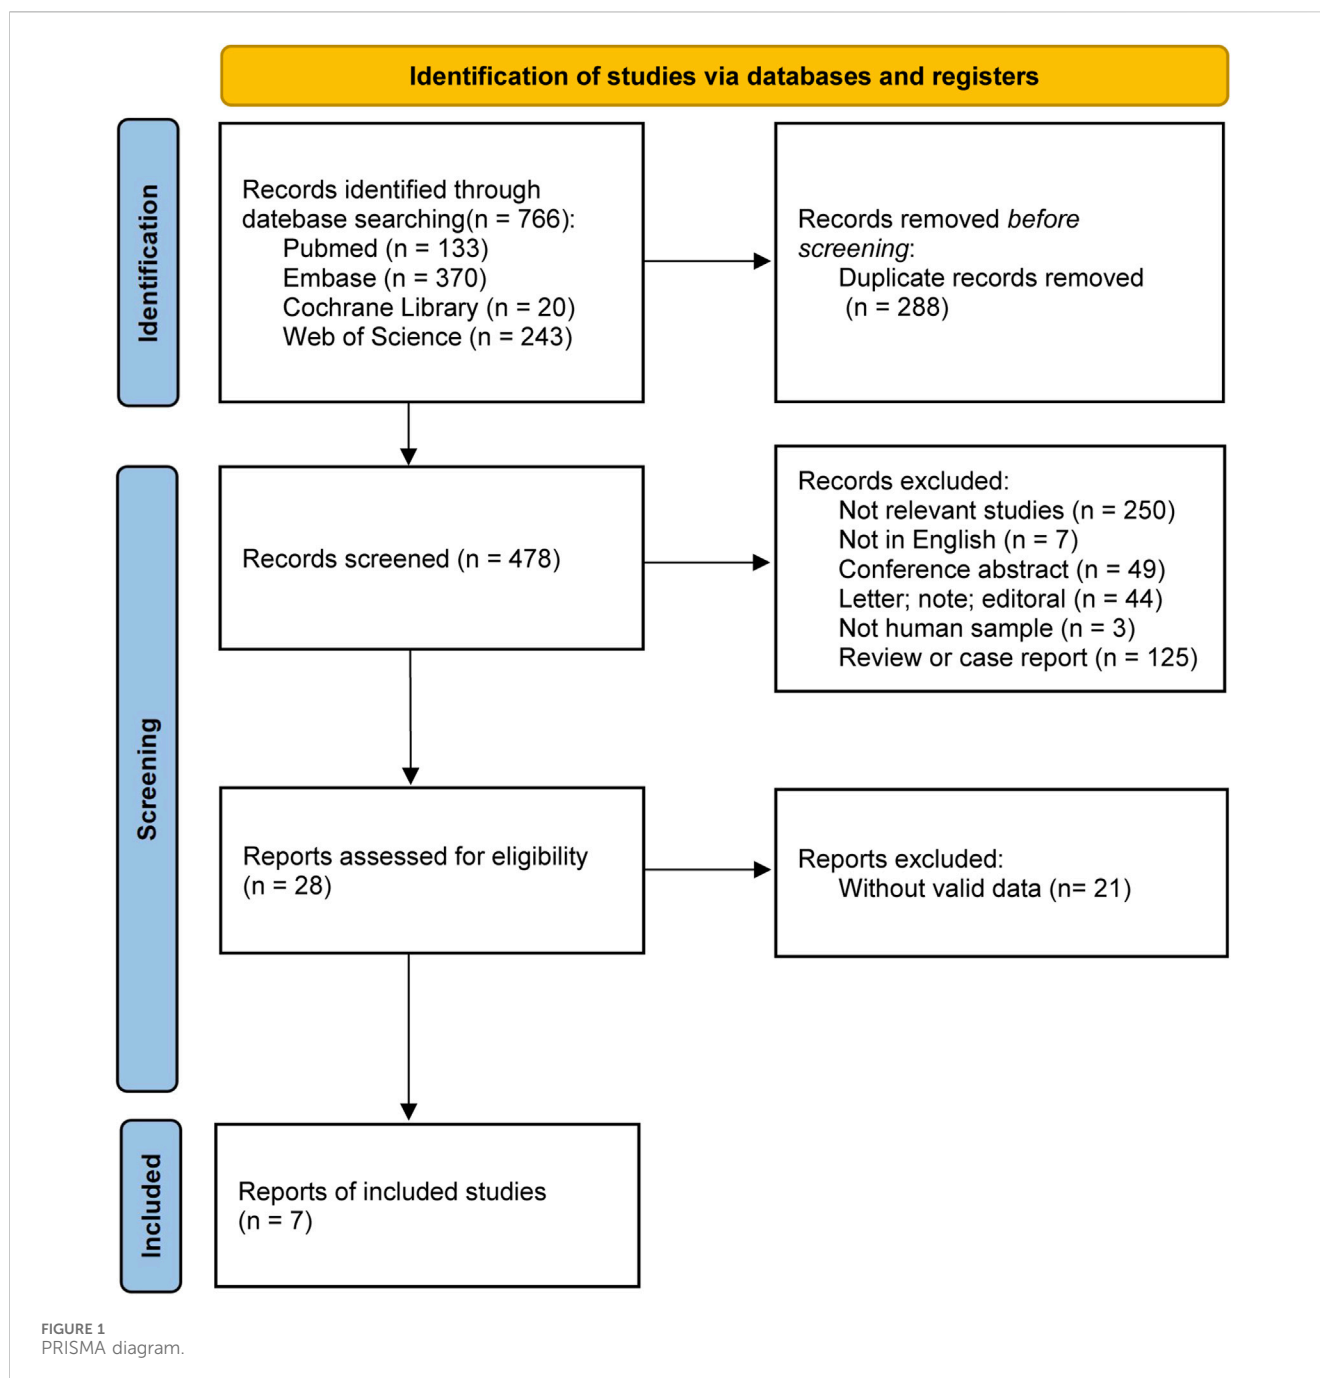 Identification of studies via databases and registers
Identification
Records identified through
datebase searching(n = 766):
Pubmed (n = 133)
Embase (n = 370)
Cochrane Library (n = 20)
Web of Science (n = 243)
Records removed before
screening:
Duplicate records removed
(n = 288)
Screening
Records screened (n = 478)
Records excluded:
Not relevant studies (n = 250)
Not in English (n = 7)
Conference abstract (n = 49)
Letter; note; editoral (n = 44)
Not human sample (n = 3)
Review or case report (n = 125)
Reports assessed for eligibility
(n = 28)
Reports excluded:
Without valid data (n= 21)
Included
Reports of included studies
(n = 7)
FIGURE 1
PRISMA diagram.